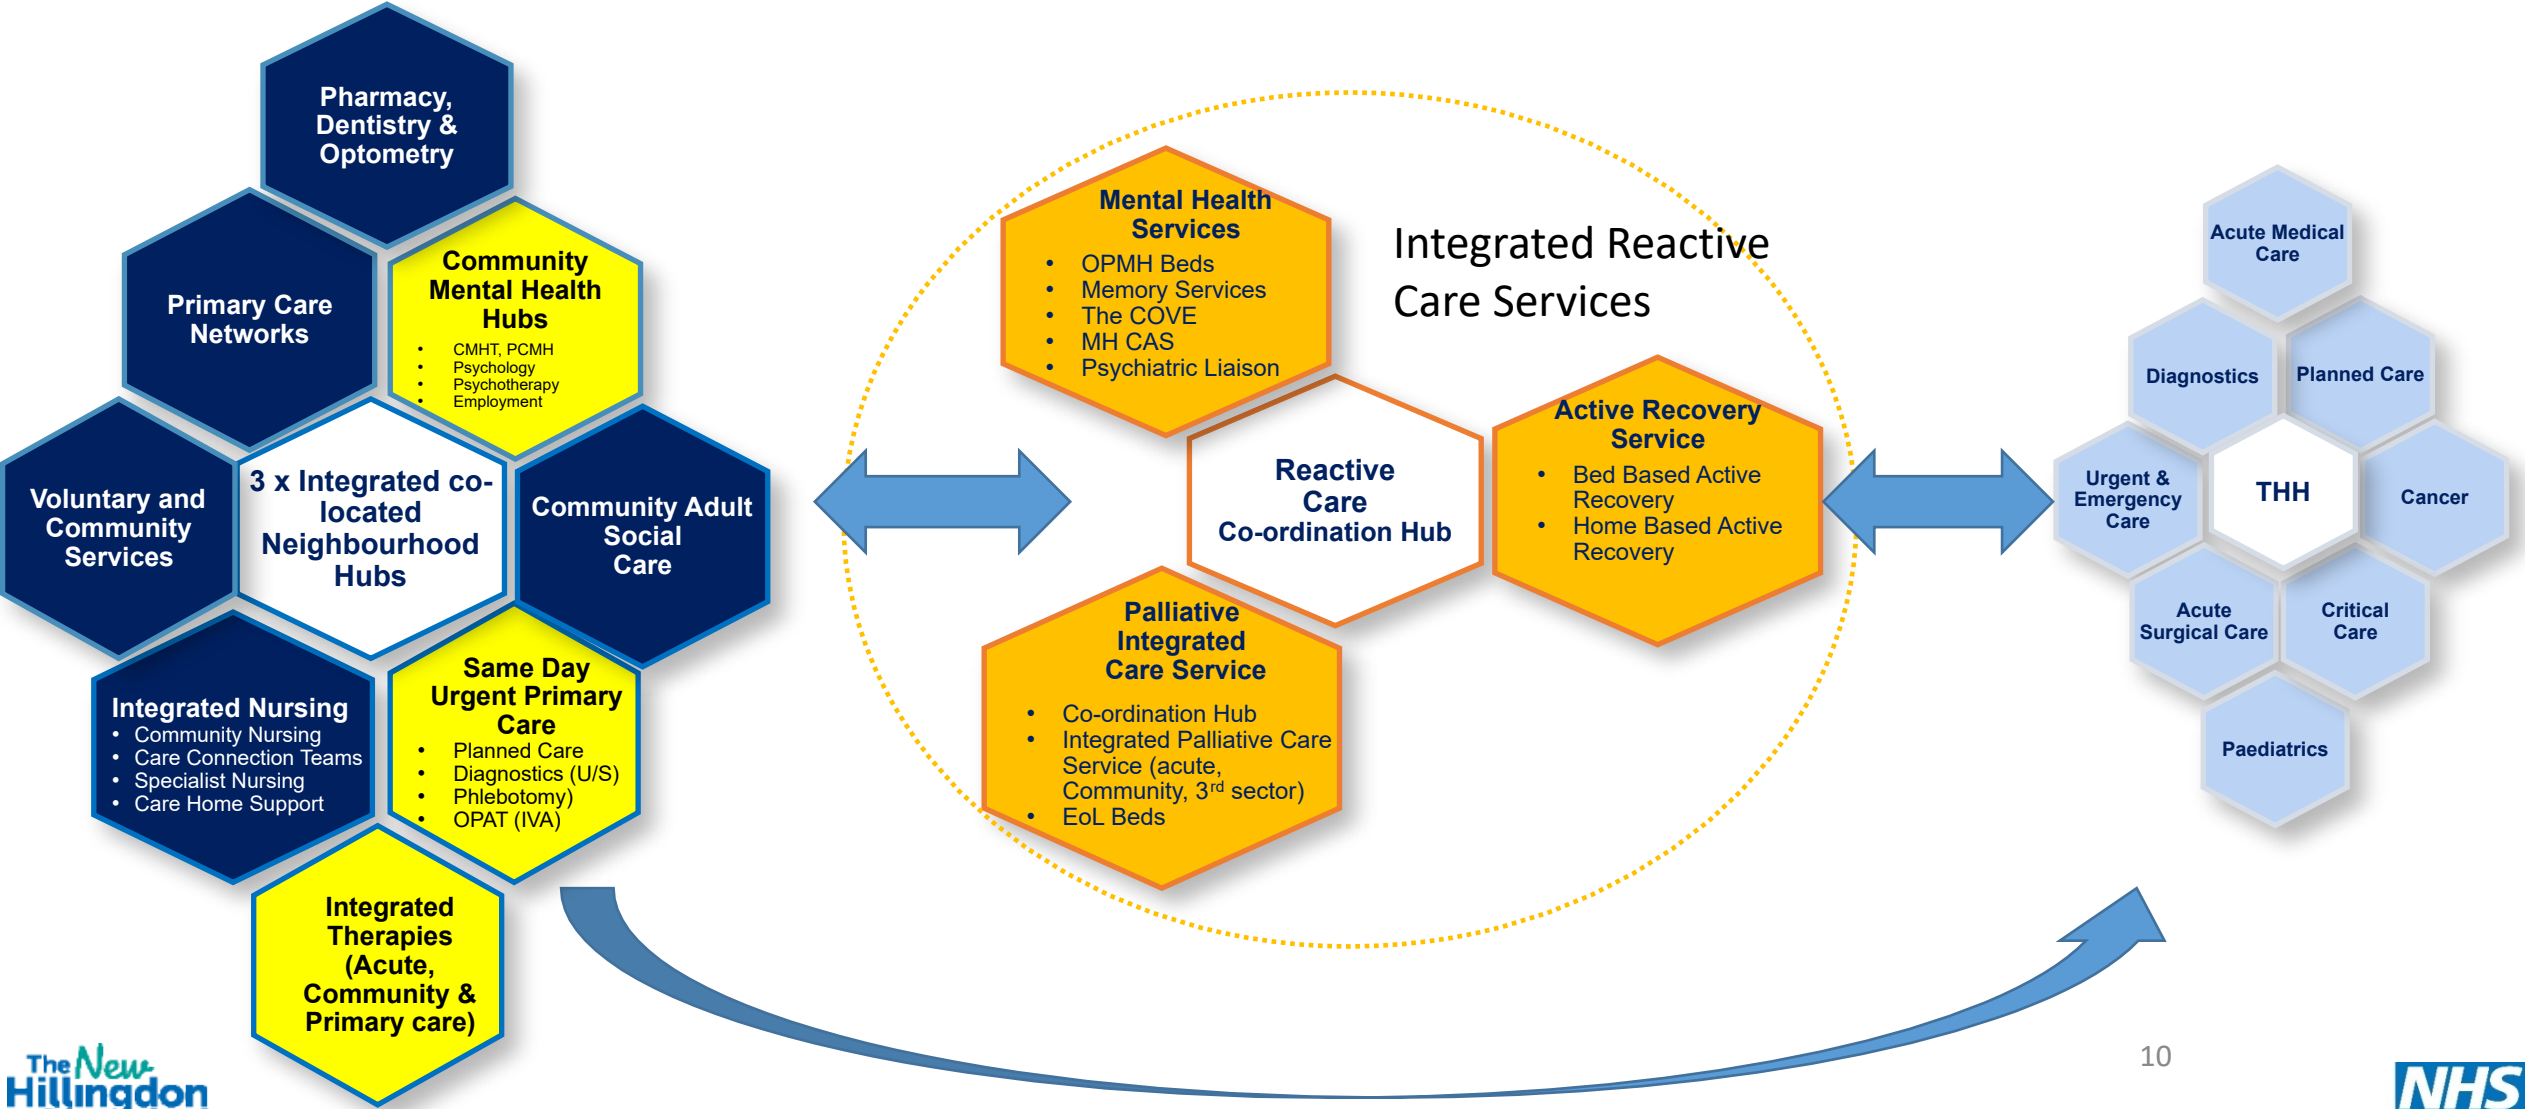 Pharmacy,
Dentistry &
Optometry
Primary Care
Networks
Community
Mental Health
Hubs
• CMHT, PCMH
• Psychology
• Psychotherapy
• Employment
Voluntary and
Community
Services
3 x Integrated co-
located
Neighbourhood
Hubs
Community Adult
Social
Care
Integrated Nursing
• Community Nursing
• Care Connection Teams
• Specialist Nursing
• Care Home Support
Same Day
Urgent Primary
Care
• Planned Care
• Diagnostics (U/S)
• Phlebotomy)
• OPAT (IVA)
Integrated
Therapies
(Acute,
Community &
Primary care)
Integrated Reactive
Care Services
Mental Health
Services
• OPMH Beds
• Memory Services
• The COVE
• MH CAS
• Psychiatric Liaison
Reactive
Care
Co-ordination Hub
Active Recovery
Service
• Bed Based Active
Recovery
• Home Based Active
Recovery
Palliative
Integrated
Care Service
• Co-ordination Hub
• Integrated Palliative Care
Service (acute,
Community, 3rd sector)
• EoL Beds
Acute Medical
Care
Diagnostics
Planned Care
Urgent &
Emergency
Care
THH
Cancer
Acute
Surgical Care
Critical
Care
Paediatrics
The New
Hillingdon
10
NHS